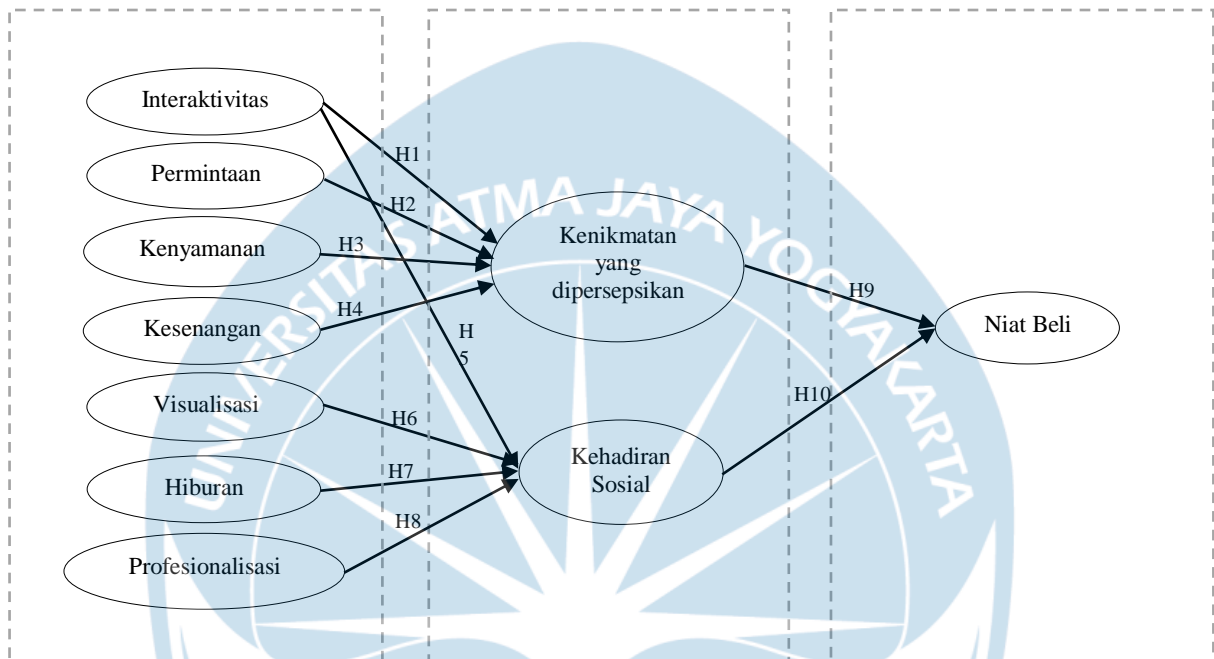 Interaktivitas
Permintaan
Kenyamanan
Kesenangan
Visualisasi
Hiburan
Profesionalisasi
H1
H2
H3
H4
H
5
H6
H7
H8
Kenikmatan
yang
dipersepsikan
Kehadiran
Sosial
H9
H10
Niat Beli
UNIVERSITAS ATMA JAYA YOGYAKARTA